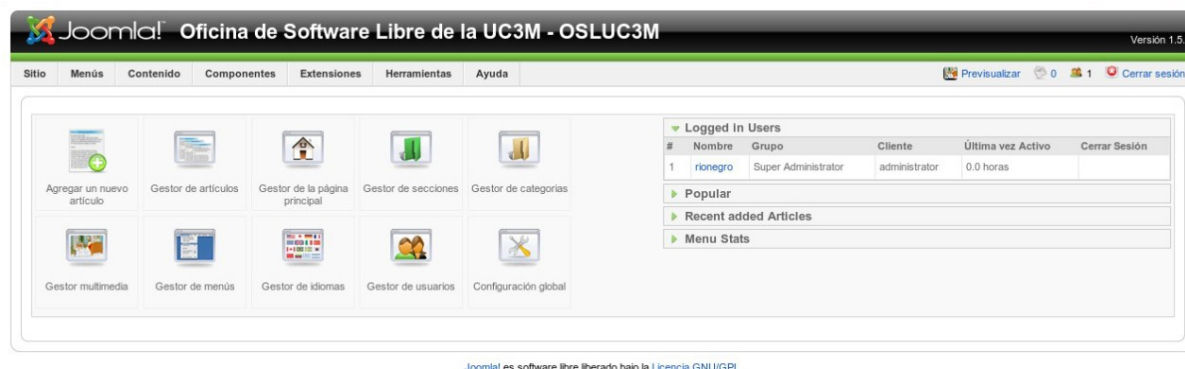 Joomla! Oficina de Software Libre de la UC3M - OSLUC3M
Versión 1.5.
Sitio Menús Contenido Componentes Extensiones Herramientas Ayuda Previsualizar 0 1 Cerrar sesión
Agregar un nuevo artículo
Gestor de artículos
Gestor de la página principal
Gestor de secciones
Gestor de categorias
Gestor multimedia
Gestor de menús
Gestor de idiomas
Gestor de usuarios
Configuración global
Logged In Users
# Nombre Grupo Cliente Última vez Activo Cerrar Sesión
1 rionegro Super Administrator administrator 0.0 horas
Popular
Recent added Articles
Menu Stats
Joomla! es software libre liberado bajo la Licencia GNU/GPL